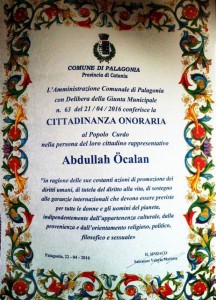 COMUNE DI PALAGONIA
Provincia di Catania
L'Amministrazione Comunale di Palagonia
con Delibera della Giunta Municipale
n. 63 del 21 / 04 / 2016 conferisce la
CITTADINANZA ONORARIA
al Popolo Curdo
nella persona del loro cittadino rappresentativo
Abdullah Öcalan
"in ragione delle sue costanti azioni di promozione dei
diritti umani, di tutela del diritto alla vita, di sostegno
alle garanzie internazionali che devono essere previste
per tutte le donne e gli uomini del pianeta,
indipendentemente dall'appartenenza culturale, dalla
provenienza e dall'orientamento religioso, politico,
filosofico e sessuale»
Palagonia, 22 - 04 - 2016
IL SINDACO
Salvatore Valerio Marletta